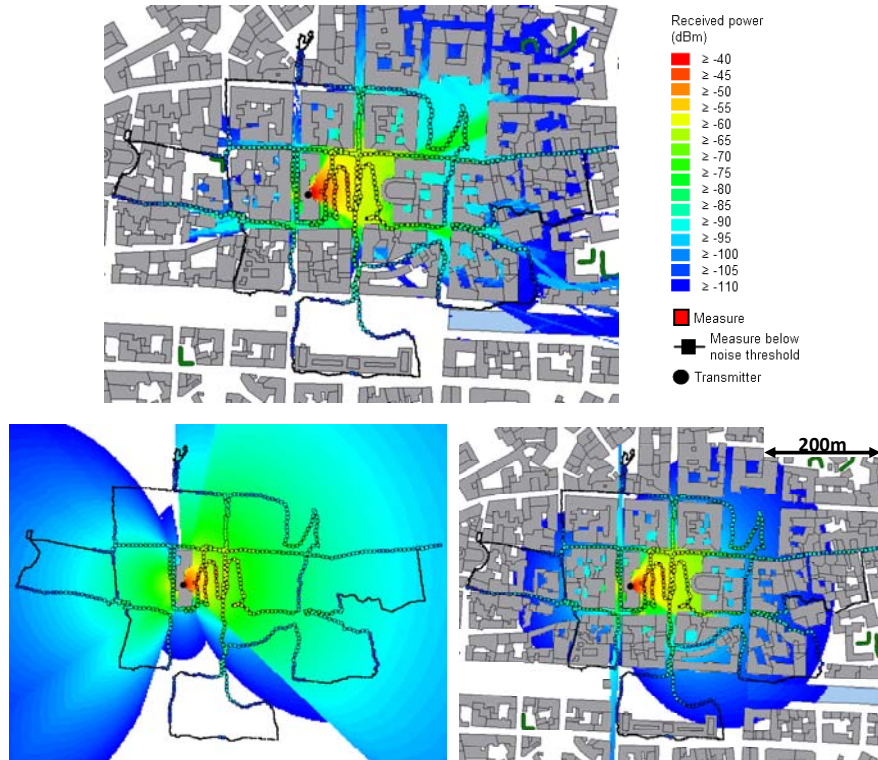 Received power
(dBm)
≥ -40
≥ -45
≥ -50
≥ -55
≥ -60
≥ -65
≥ -70
≥ -75
≥ -80
≥ -85
≥ -90
≥ -95
≥ -100
≥ -105
≥ -110
Measure
Measure below
noise threshold
Transmitter
200m